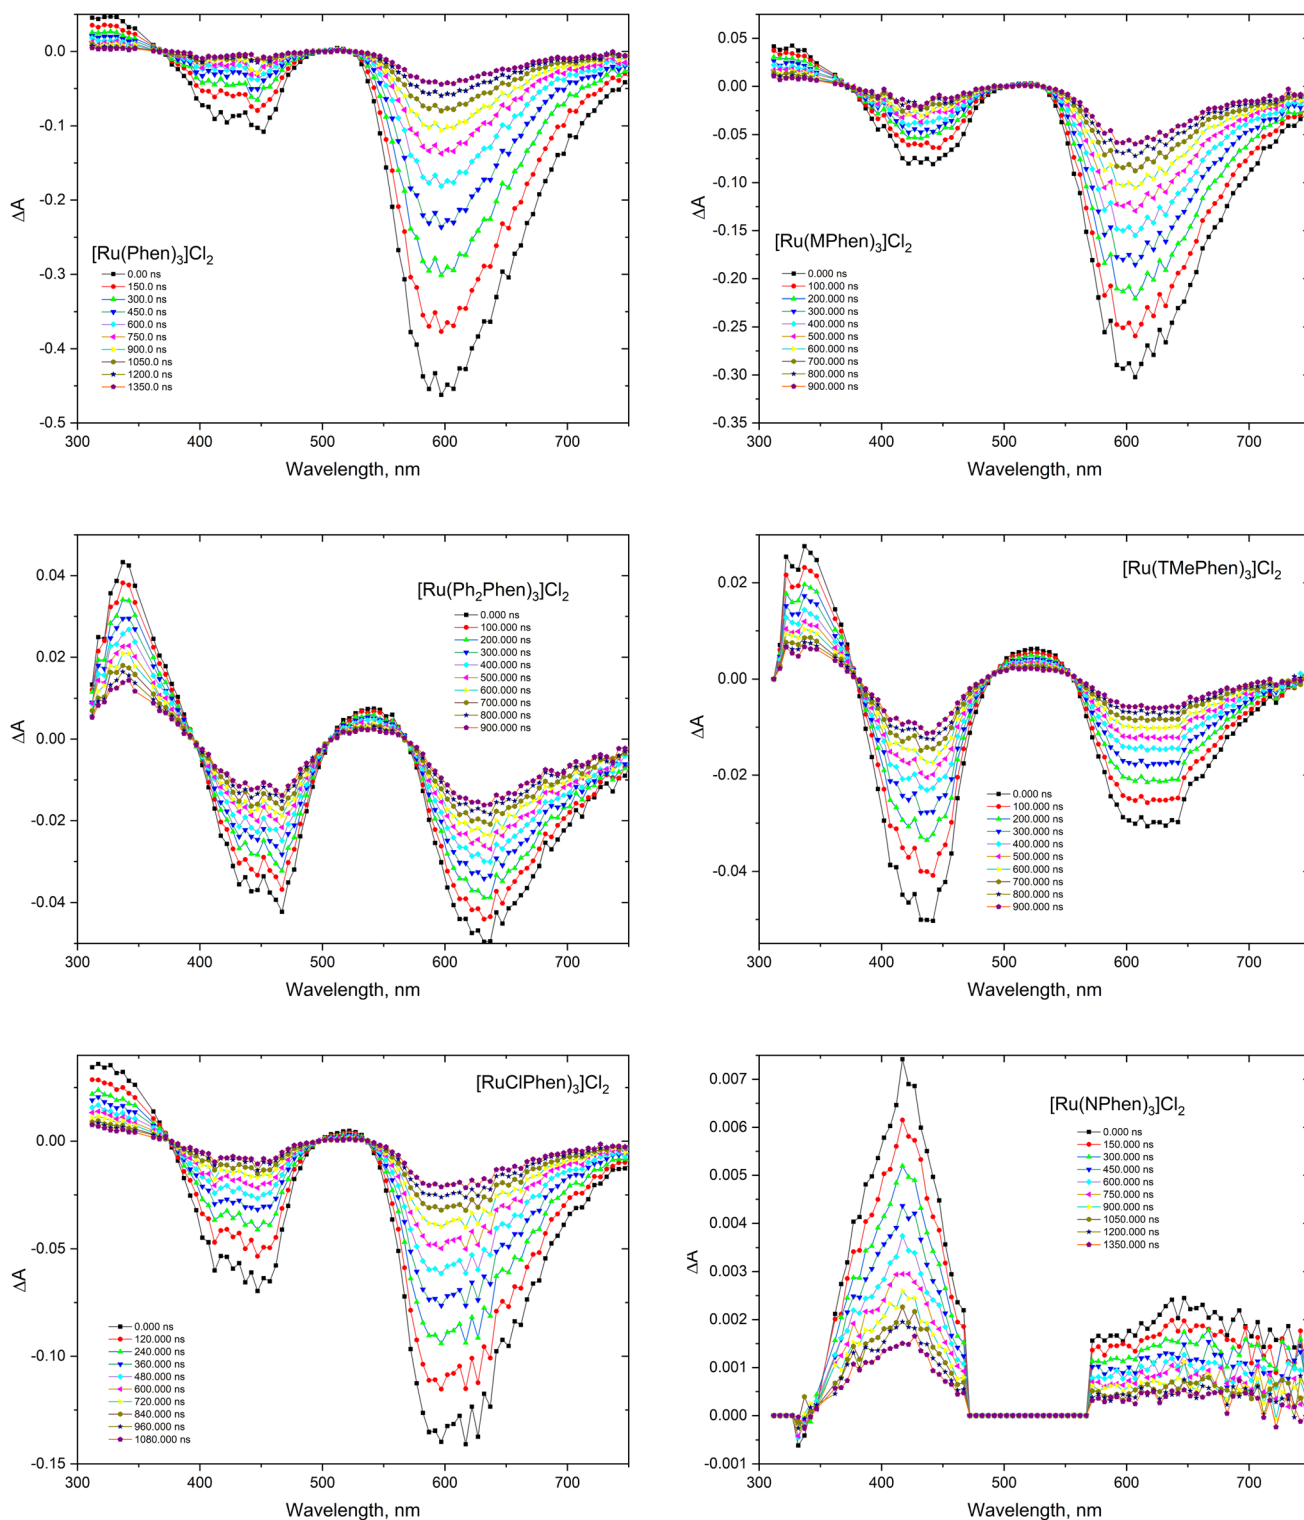 0.0
-0.1
-0.2
-0.3
-0.4
-0.5
ΔA
[Ru(Phen)₃]Cl₂
0.00 ns
150.0 ns
300.0 ns
450.0 ns
600.0 ns
750.0 ns
900.0 ns
1050.0 ns
1200.0 ns
1350.0 ns
300 400 500 600 700
Wavelength, nm
0.05
0.00
-0.05
-0.10
-0.15
-0.20
-0.25
-0.30
-0.35
ΔA
[Ru(MPhen)₃]Cl₂
0.000 ns
100.000 ns
200.000 ns
300.000 ns
400.000 ns
500.000 ns
600.000 ns
700.000 ns
800.000 ns
900.000 ns
300 400 500 600 700
Wavelength, nm
0.04
0.02
0.00
-0.02
-0.04
ΔA
[Ru(Ph₂Phen)₃]Cl₂
0.000 ns
100.000 ns
200.000 ns
300.000 ns
400.000 ns
500.000 ns
600.000 ns
700.000 ns
800.000 ns
900.000 ns
300 400 500 600 700
Wavelength, nm
0.02
0.00
-0.02
-0.04
ΔA
[Ru(TMePhen)₃]Cl₂
0.000 ns
100.000 ns
200.000 ns
300.000 ns
400.000 ns
500.000 ns
600.000 ns
700.000 ns
800.000 ns
900.000 ns
300 400 500 600 700
Wavelength, nm
0.00
-0.05
-0.10
-0.15
ΔA
[RuClPhen)₃]Cl₂
0.000 ns
120.000 ns
240.000 ns
360.000 ns
480.000 ns
600.000 ns
720.000 ns
840.000 ns
960.000 ns
1080.000 ns
300 400 500 600 700
Wavelength, nm
0.007
0.006
0.005
0.004
0.003
0.002
0.001
0.000
-0.001
ΔA
[Ru(NPhen)₃]Cl₂
0.000 ns
150.000 ns
300.000 ns
450.000 ns
600.000 ns
750.000 ns
900.000 ns
1050.000 ns
1200.000 ns
1350.000 ns
300 400 500 600 700
Wavelength, nm